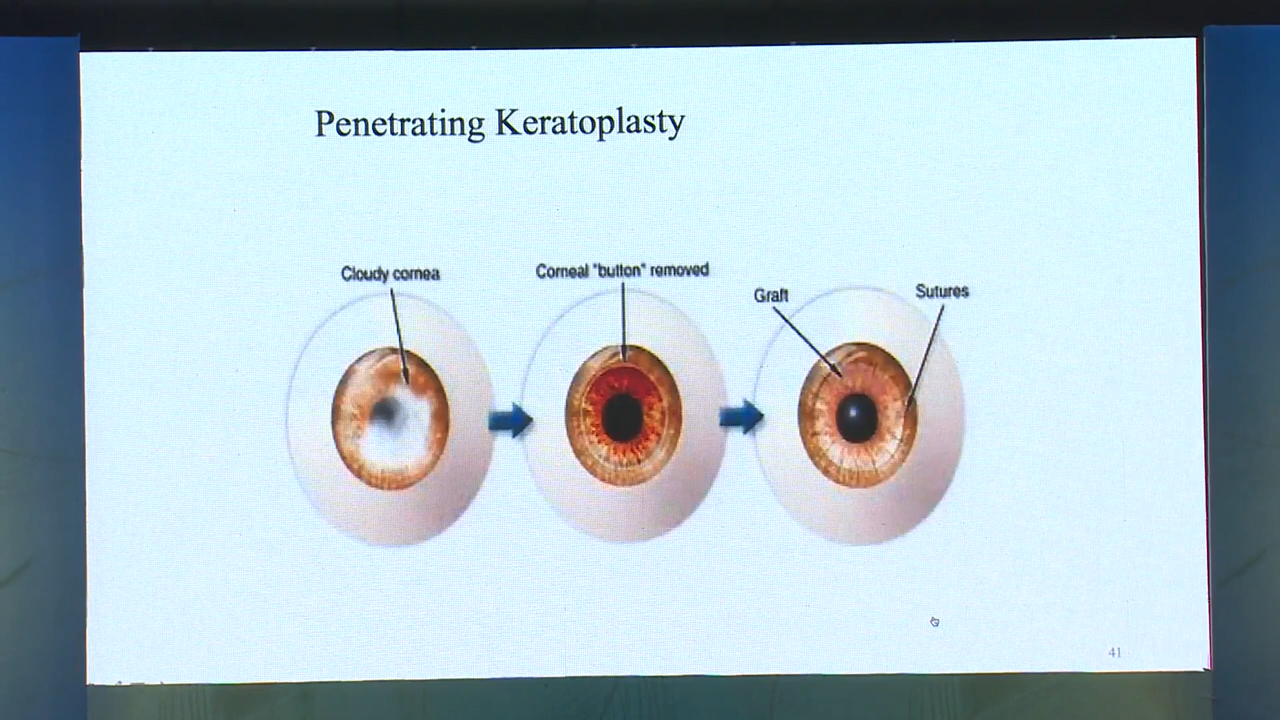 Penetrating Keratoplasty
Cloudy cornea
Corneal "button" removed
Graft
Sutures
41